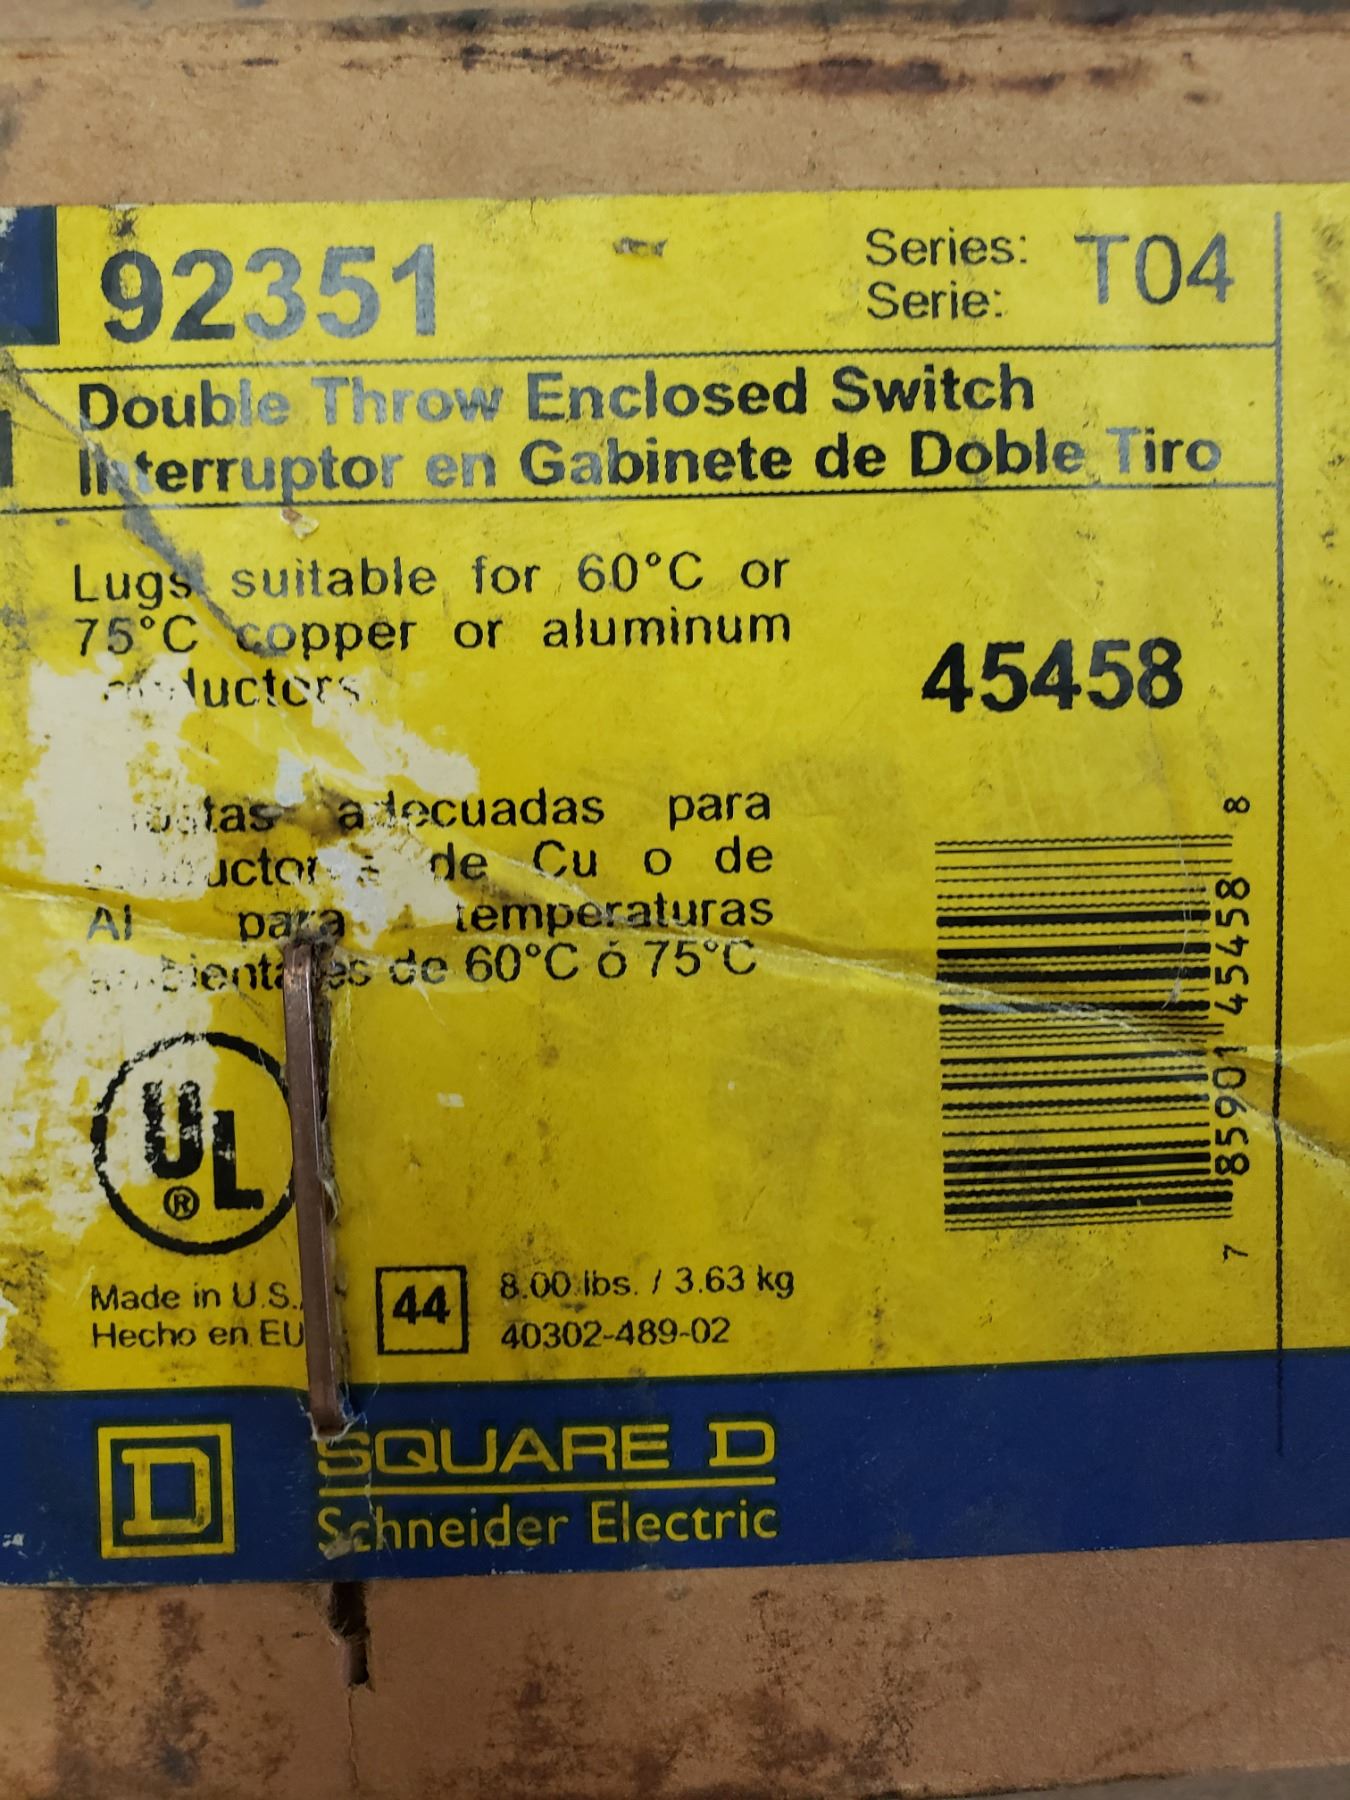 92351
Series: T04
Serie:
Double Throw Enclosed Switch
Interruptor en Gabinete de Doble Tiro
Lugs suitable for 60°C or
75°C copper or aluminum
conductors.
45458
adecuadas para
de Cu o de
Al para temperaturas
ambientales de 60°C ó 75°C
7 85901 45458 8
UL
®
Made in U.S.
Hecho en EU
44
8.00 lbs. / 3.63 kg
40302-489-02
D
SQUARE D
Schneider Electric